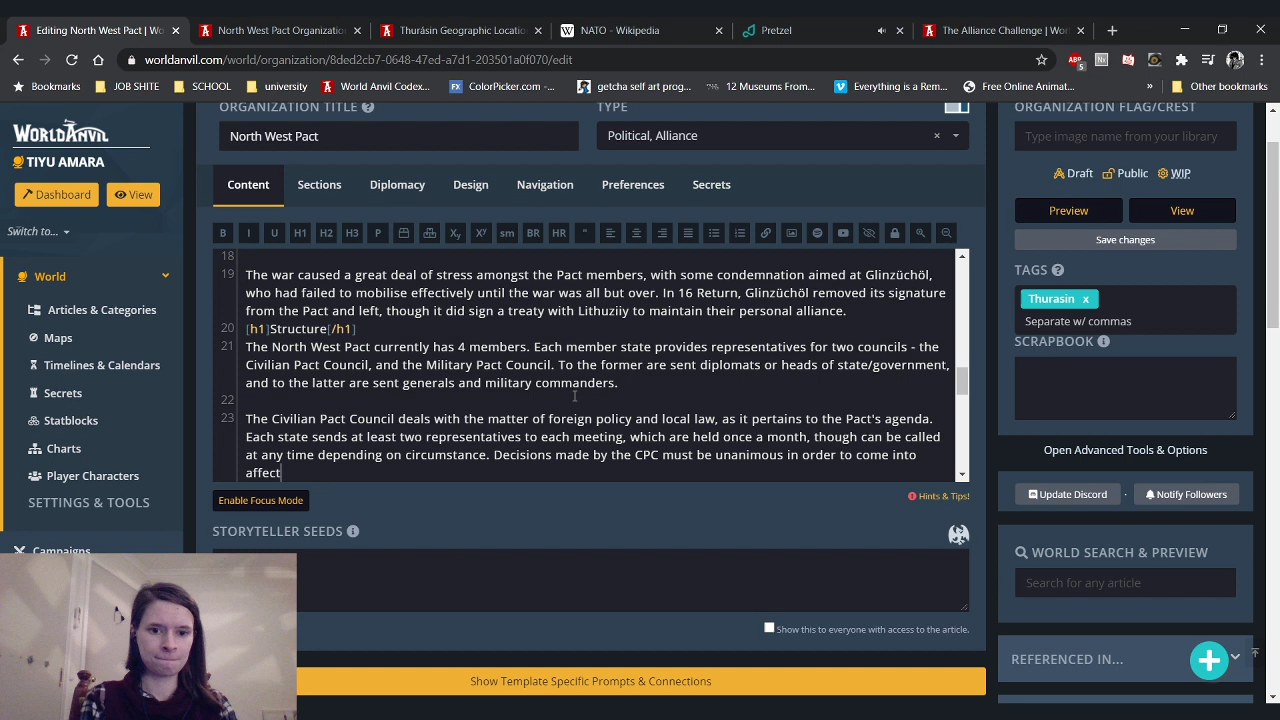 Editing North West Pact | Wo
North West Pact Organization
Thurásin Geographic Locatio
NATO - Wikipedia
Pretzel
The Alliance Challenge | Worl
worldanvil.com/world/organization/8ded2cb7-0648-47ed-a7d1-203501a0f070/edit
Bookmarks
JOB SHITE
SCHOOL
university
World Anvil Codex...
ColorPicker.com -...
getcha self art prog...
12 Museums From...
Everything is a Rem...
Free Online Animat...
»
Other bookmarks
WORLDANVIL
TIYU AMARA
Dashboard
View
Switch to...
World
Articles & Categories
Maps
Timelines & Calendars
Secrets
Statblocks
Charts
Player Characters
SETTINGS & TOOLS
Campaigns
ORGANIZATION TITLE
TYPE
North West Pact
Political, Alliance
Content
Sections
Diplomacy
Design
Navigation
Preferences
Secrets
B I U H1 H2 H3 P Xy XY sm BR HR "
18
19 The war caused a great deal of stress amongst the Pact members, with some condemnation aimed at Glinzüchöl,
who had failed to mobilise effectively until the war was all but over. In 16 Return, Glinzüchöl removed its signature
from the Pact and left, though it did sign a treaty with Lithuziiy to maintain their personal alliance.
20 [h1]Structure[/h1]
21 The North West Pact currently has 4 members. Each member state provides representatives for two councils - the
Civilian Pact Council, and the Military Pact Council. To the former are sent diplomats or heads of state/government,
and to the latter are sent generals and military commanders.
22
23 The Civilian Pact Council deals with the matter of foreign policy and local law, as it pertains to the Pact's agenda.
Each state sends at least two representatives to each meeting, which are held once a month, though can be called
at any time depending on circumstance. Decisions made by the CPC must be unanimous in order to come into
affect
Enable Focus Mode
Hints & Tips!
STORYTELLER SEEDS
Show this to everyone with access to the article.
Show Template Specific Prompts & Connections
ORGANIZATION FLAG/CREST
Type image name from your library
Draft
Public
WIP
Preview
View
Save changes
TAGS
Thurasin x
Separate w/ commas
SCRAPBOOK
Open Advanced Tools & Options
Update Discord
-
Notify Followers
WORLD SEARCH & PREVIEW
Search for any article
REFERENCED IN...